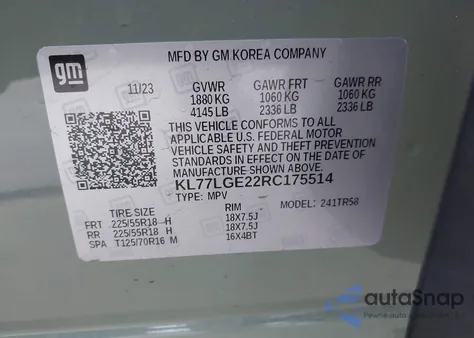 gm
MFD BY GM KOREA COMPANY
11/23 GVWR GAWR FRT GAWR RR
1880 KG 1060 KG 1060 KG
4145 LB 2336 LB 2336 LB
THIS VEHICLE CONFORMS TO ALL
APPLICABLE U.S. FEDERAL MOTOR
VEHICLE SAFETY AND THEFT PREVENTION
STANDARDS IN EFFECT ON THE DATE OF
MANUFACTURE SHOWN ABOVE.
KL77LGE22RC175514
TYPE: MPV MODEL: 241TR58
TIRE SIZE RIM
FRT 225/55R18 H 18X7.5J
RR 225/55R18 H 18X7.5J
SPA T125/70R16 M 16X4BT
autoSnap